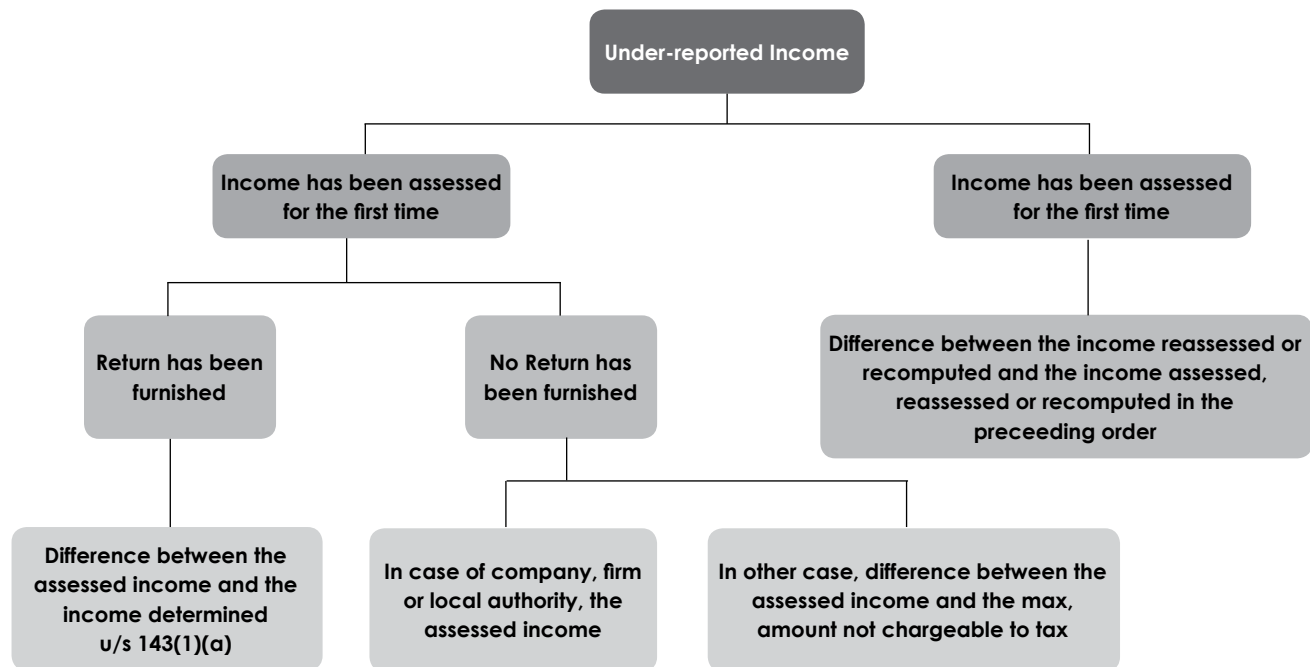 Under-reported Income
Income has been assessed
for the first time
Income has been assessed
for the first time
Return has been
furnished
No Return has
been furnished
Difference between the income reassessed or
recomputed and the income assessed,
reassessed or recomputed in the
preceeding order
Difference between the
assessed income and the
income determined
u/s 143(1)(a)
In case of company, firm
or local authority, the
assessed income
In other case, difference between the
assessed income and the max,
amount not chargeable to tax